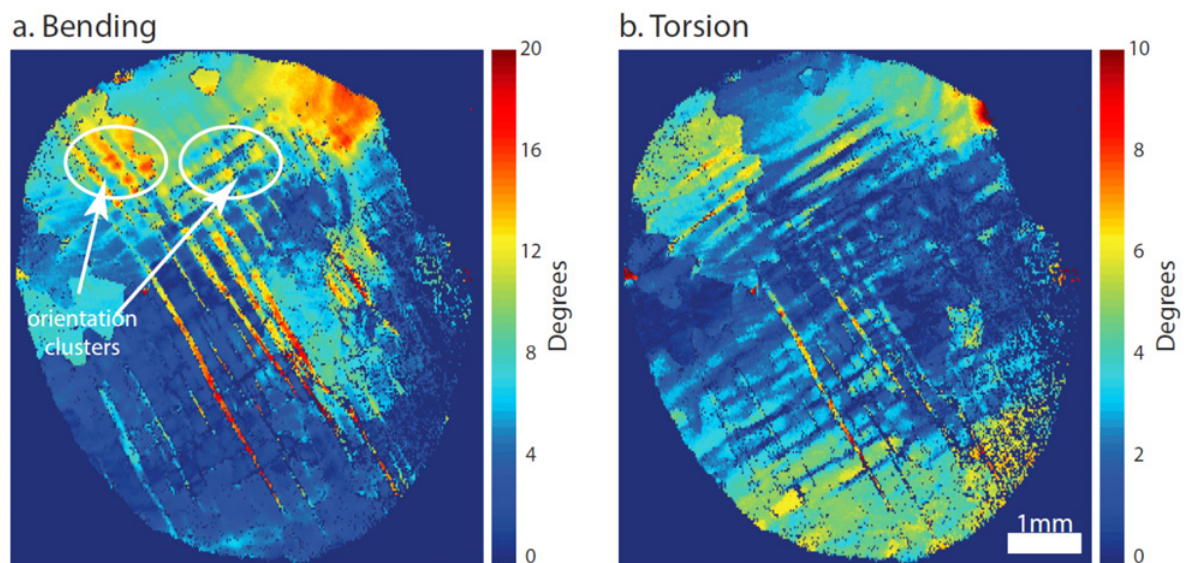 a. Bending
b. Torsion
20
16
12
8
4
0
Degrees
orientation
clusters
10
8
6
4
2
0
Degrees
1mm